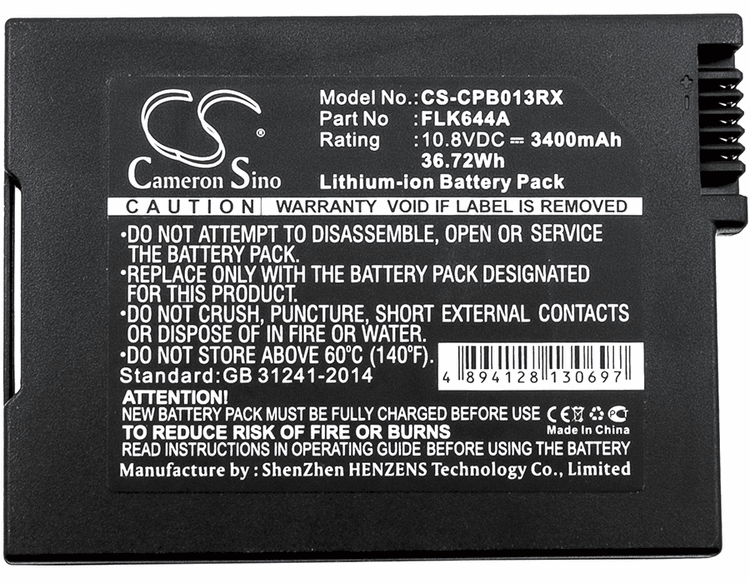 CS
Cameron Sino
Model No.: CS-CPB013RX
Part No : FLK644A
Rating : 10.8VDC ⎓ 3400mAh
36.72Wh
Lithium-ion Battery Pack
CAUTION WARRANTY VOID IF LABEL IS REMOVED
•DO NOT ATTEMPT TO DISASSEMBLE, OPEN OR SERVICE
THE BATTERY PACK.
•REPLACE ONLY WITH THE BATTERY PACK DESIGNATED
FOR THIS PRODUCT.
•DO NOT CRUSH, PUNCTURE, SHORT EXTERNAL CONTACTS
OR DISPOSE OF IN FIRE OR WATER.
•DO NOT STORE ABOVE 60ºC (140ºF).
Standard:GB 31241-2014
4 894128 130697
ATTENTION!
NEW BATTERY PACK MUST BE FULLY CHARGED BEFORE USE
TO REDUCE RISK OF FIRE OR BURNS
Made In China
READ INSTRUCTIONS CAREFULLY BEFORE USING THE BATTERY.
Manufacture by : ShenZhen HENZENS Technology Co., Limited